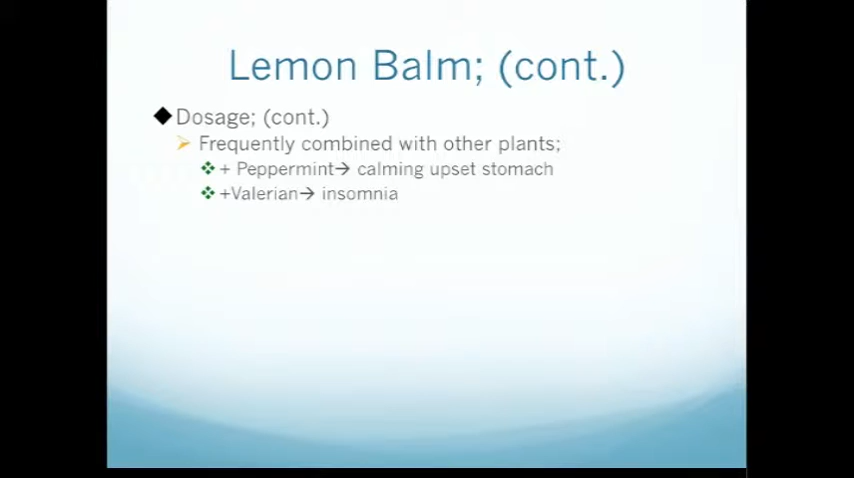 Lemon Balm; (cont.)
Dosage; (cont.)
Frequently combined with other plants;
+ Peppermint→ calming upset stomach
+Valerian→ insomnia